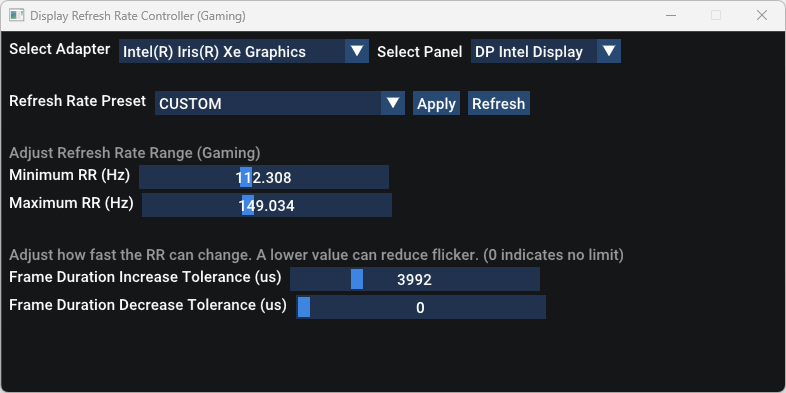 Display Refresh Rate Controller (Gaming)
Select Adapter Intel(R) Iris(R) Xe Graphics Select Panel DP Intel Display
Refresh Rate Preset CUSTOM Apply Refresh
Adjust Refresh Rate Range (Gaming)
Minimum RR (Hz) 112.308
Maximum RR (Hz) 149.034
Adjust how fast the RR can change. A lower value can reduce flicker. (0 indicates no limit)
Frame Duration Increase Tolerance (us) 3992
Frame Duration Decrease Tolerance (us) 0